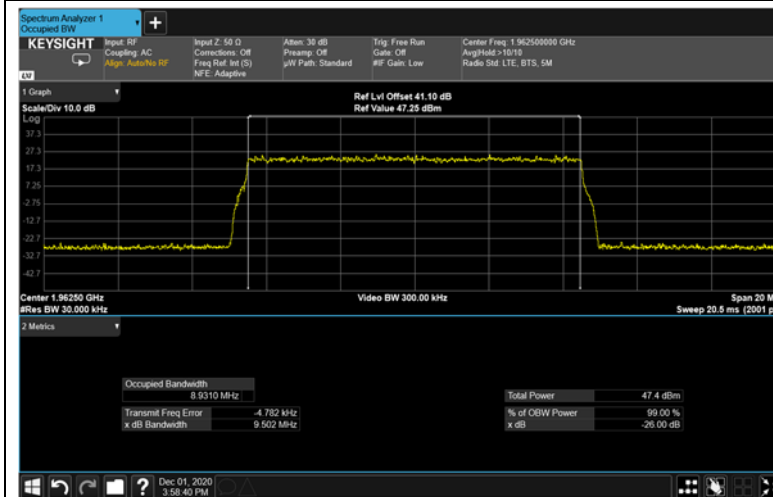 Spectrum Analyzer 1
Occupied BW
KEYSIGHT
Input: RF
Coupling: AC
Align: Auto/No RF
Input Z: 50 Ω
Corrections: Off
Freq Ref: Int (S)
NFE: Adaptive
Atten: 30 dB
Preamp: Off
µW Path: Standard
Trig: Free Run
Gate: Off
#IF Gain: Low
Center Freq: 1.962500000 GHz
Avg|Hold:>10/10
Radio Std: LTE, BTS, 5M
1 Graph
Scale/Div 10.0 dB
Ref Lvl Offset 41.10 dB
Ref Value 47.25 dBm
Log
37.3
27.3
17.3
7.25
-2.75
-12.7
-22.7
-32.7
-42.7
Center 1.96250 GHz
#Res BW 30.000 kHz
Video BW 300.00 kHz
Span 20 M
Sweep 20.5 ms (2001 p
2 Metrics
Occupied Bandwidth
8.9310 MHz
Transmit Freq Error -4.782 kHz
x dB Bandwidth 9.502 MHz
Total Power 47.4 dBm
% of OBW Power 99.00 %
x dB -26.00 dB
Dec 01, 2020
3:58:40 PM